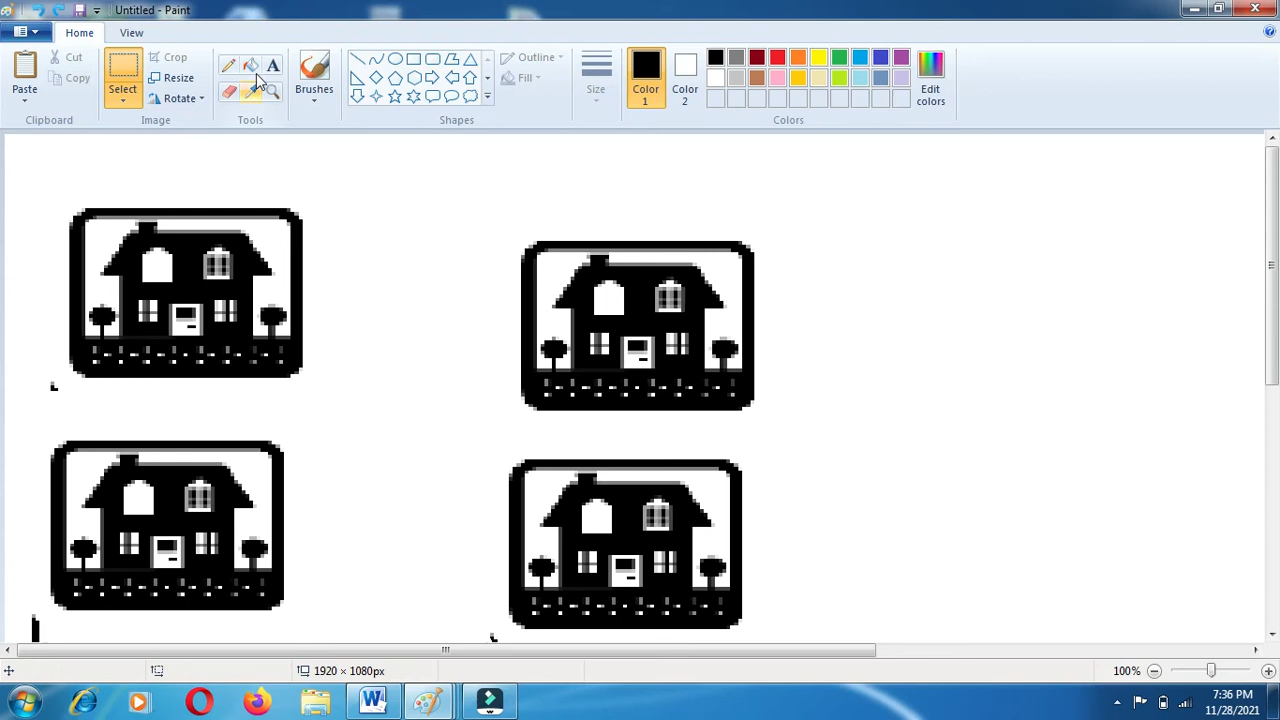 Untitled - Paint
Home View
Paste
Cut
Copy
Clipboard
Select
Crop
Resize
Rotate
Image
A
Tools
Brushes
Outline
Fill
Shapes
Size
Color 1
Color 2
Edit colors
Colors
1920 × 1080px
100%
W
7:36 PM
11/28/2021